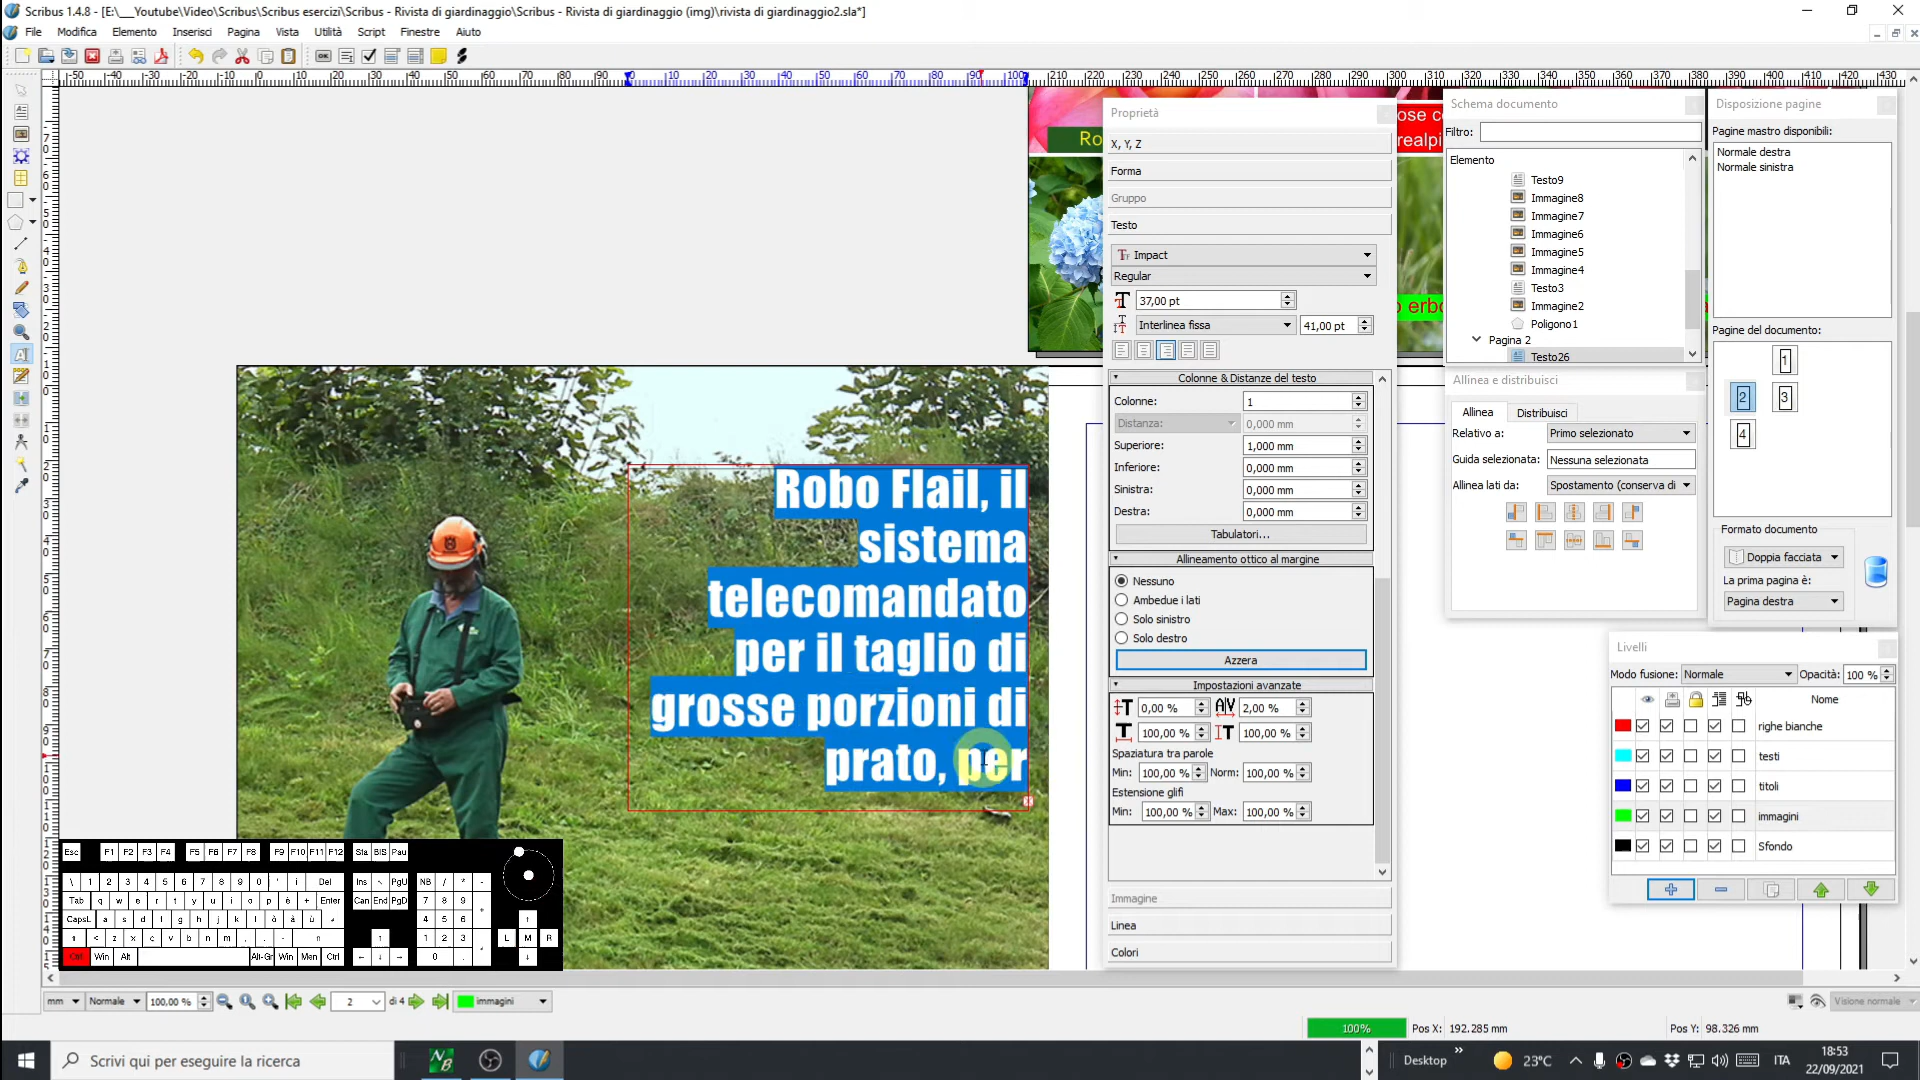 Scribus 1.4.8 - [E:\___Youtube\Video\Scribus\Scribus esercizi\Scribus - Rivista di giardinaggio\Scribus - Rivista di giardinaggio (img)\rivista di giardinaggio2.sla*]
File Modifica Elemento Inserisci Pagina Vista Utilità Script Finestre Aiuto
Proprietà
X, Y, Z
Forma
Gruppo
Testo
Impact
Regular
37,00 pt
Interlinea fissa 41,00 pt
Colonne & Distanze del testo
Colonne: 1
Distanza: 0,000 mm
Superiore: 1,000 mm
Inferiore: 0,000 mm
Sinistra: 0,000 mm
Destra: 0,000 mm
Tabulatori...
Allineamento ottico al margine
Nessuno
Ambedue i lati
Solo sinistro
Solo destro
Azzera
Impostazioni avanzate
0,00 % 2,00 %
100,00 % 100,00 %
Spaziatura tra parole
Min: 100,00 % Norm: 100,00 %
Estensione glifi
Min: 100,00 % Max: 100,00 %
Immagine
Linea
Colori
Schema documento
Filtro:
Elemento
Testo9
Immagine8
Immagine7
Immagine6
Immagine5
Immagine4
Testo3
Immagine2
Poligono1
Pagina 2
Testo26
Allinea e distribuisci
Allinea Distribuisci
Relativo a: Primo selezionato
Guida selezionata: Nessuna selezionata
Allinea lati da: Spostamento (conserva di
Disposizione pagine
Pagine mastro disponibili:
Normale destra
Normale sinistra
Pagine del documento:
1
2 3
4
Formato documento
Doppia facciata
La prima pagina è:
Pagina destra
Livelli
Modo fusione: Normale Opacità: 100 %
Nome
righe bianche
testi
titoli
immagini
Sfondo
Robo Flail, il
sistema
telecomandato
per il taglio di
grosse porzioni di
prato, per
mm Normale 100,00 % 2 di 4 immagini Visione normale
100% Pos X: 192.285 mm Pos Y: 98.326 mm
Scrivi qui per eseguire la ricerca
Desktop 23°C ITA 18:53
22/09/2021